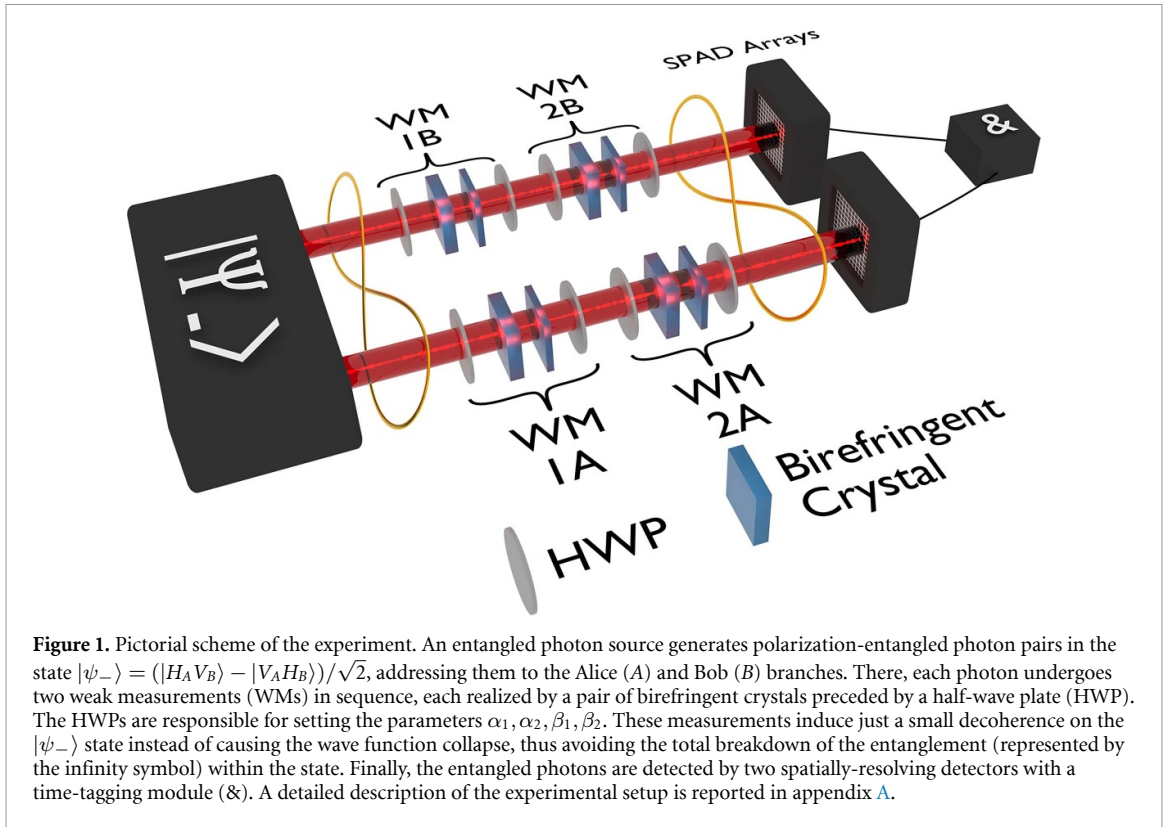 SPAD Arrays
WM
2B
WM
1B
&
|Ψ_⟩
WM
2A
WM
1A
Birefringent
Crystal
HWP
Figure 1. Pictorial scheme of the experiment. An entangled photon source generates polarization-entangled photon pairs in the
state |ψ−⟩ = (|H_A V_B⟩ − |V_A H_B⟩)/√2, addressing them to the Alice (A) and Bob (B) branches. There, each photon undergoes
two weak measurements (WMs) in sequence, each realized by a pair of birefringent crystals preceded by a half-wave plate (HWP).
The HWPs are responsible for setting the parameters α₁, α₂, β₁, β₂. These measurements induce just a small decoherence on the
|ψ−⟩ state instead of causing the wave function collapse, thus avoiding the total breakdown of the entanglement (represented by
the infinity symbol) within the state. Finally, the entangled photons are detected by two spatially-resolving detectors with a
time-tagging module (&). A detailed description of the experimental setup is reported in appendix A.